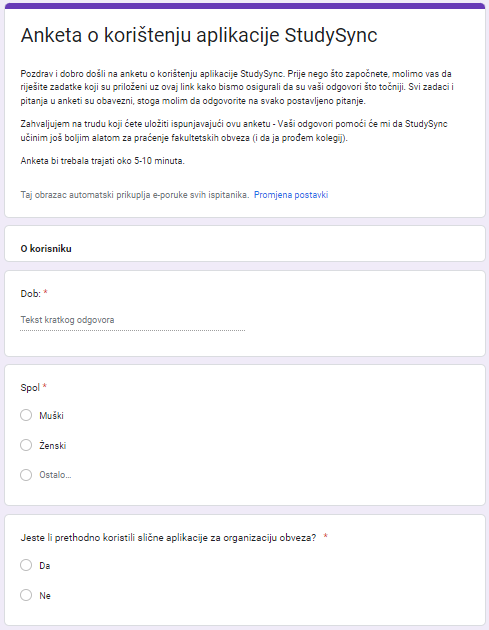 Anketa o korištenju aplikacije StudySync
Pozdrav i dobro došli na anketu o korištenju aplikacije StudySync. Prije nego što započnete, molimo vas da
riješite zadatke koji su priloženi uz ovaj link kako bismo osigurali da su vaši odgovori što točniji. Svi zadaci i
pitanja u anketi su obavezni, stoga molim da odgovorite na svako postavljeno pitanje.
Zahvaljujem na trudu koji ćete uložiti ispunjavajući ovu anketu - Vaši odgovori pomoći će mi da StudySync
učinim još boljim alatom za praćenje fakultetskih obveza (i da ja prođem kolegij).
Anketa bi trebala trajati oko 5-10 minuta.
Taj obrazac automatski prikuplja e-poruke svih ispitanika. Promjena postavki
O korisniku
Dob: *
Tekst kratkog odgovora
Spol *
Muški
Ženski
Ostalo...
Jeste li prethodno koristili slične aplikacije za organizaciju obveza? *
Da
Ne